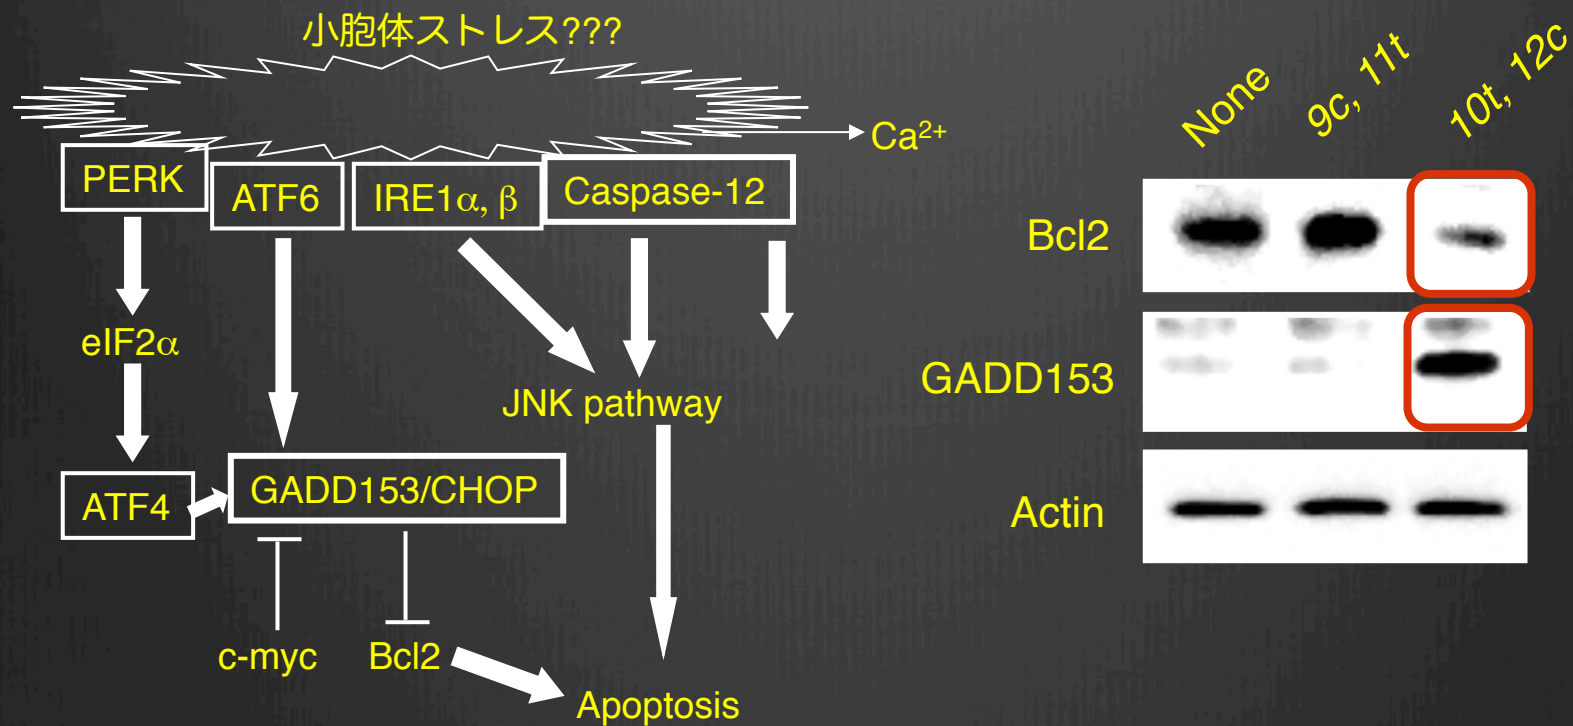 小胞体ストレス???
Ca2+
PERK
ATF6
IRE1α, β
Caspase-12
eIF2α
JNK pathway
ATF4
GADD153/CHOP
c-myc
Bcl2
Apoptosis
None
9c, 11t
10t, 12c
Bcl2
GADD153
Actin